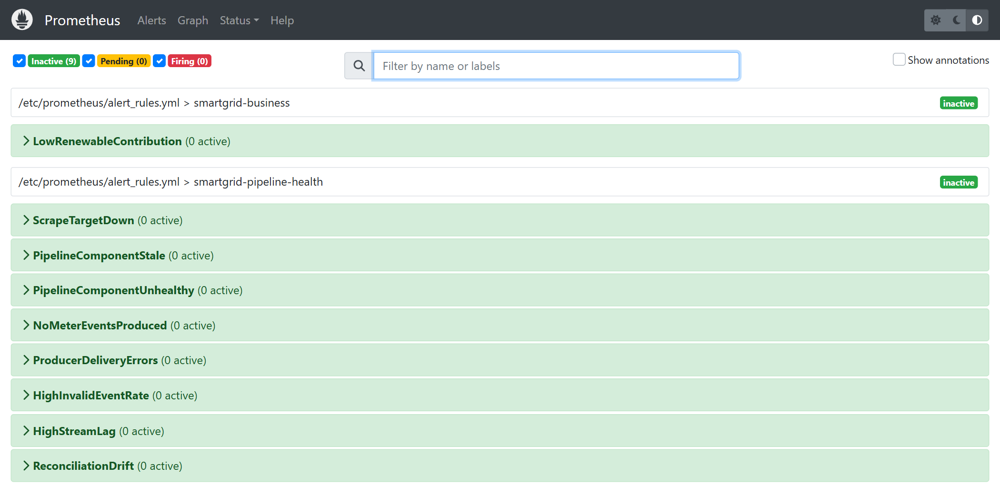 Prometheus Alerts Graph Status Help
Inactive (9) Pending (0) Firing (0) Filter by name or labels Show annotations
/etc/prometheus/alert_rules.yml > smartgrid-business inactive
LowRenewableContribution (0 active)
/etc/prometheus/alert_rules.yml > smartgrid-pipeline-health inactive
ScrapeTargetDown (0 active)
PipelineComponentStale (0 active)
PipelineComponentUnhealthy (0 active)
NoMeterEventsProduced (0 active)
ProducerDeliveryErrors (0 active)
HighInvalidEventRate (0 active)
HighStreamLag (0 active)
ReconciliationDrift (0 active)